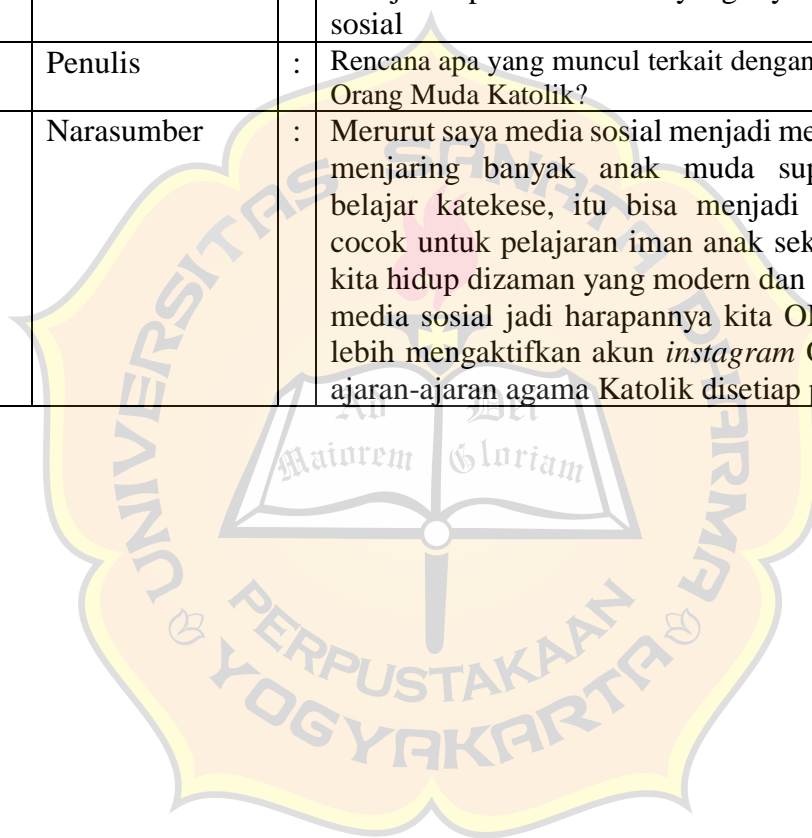 sosial
Penulis : Rencana apa yang muncul terkait dengan
Orang Muda Katolik?
Narasumber : Merurut saya media sosial menjadi
menjaring banyak anak muda
belajar katekese, itu bisa menjadi
cocok untuk pelajaran iman anak
kita hidup dizaman yang modern dan
media sosial jadi harapannya kita
lebih mengaktifkan akun instagram
ajaran-ajaran agama Katolik disetiap
Ad Dei
Maiorem Gloriam
UNIVERSITAS SANATA DHARMA
PERPUSTAKAAN
YOGYAKARTA